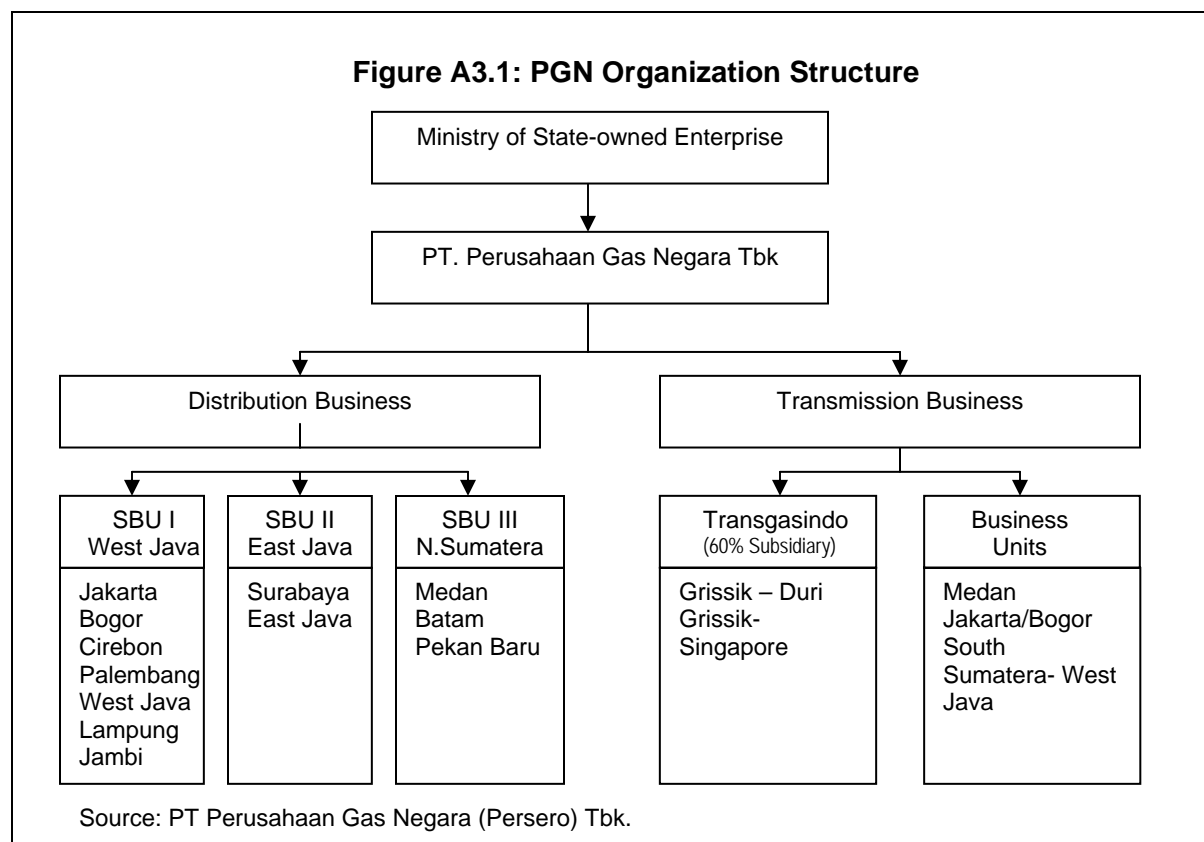 Figure A3.1: PGN Organization Structure
Ministry of State-owned Enterprise
PT. Perusahaan Gas Negara Tbk
Distribution Business
Transmission Business
SBU I
West Java
SBU II
East Java
SBU III
N.Sumatera
Transgasindo
(60% Subsidiary)
Business
Units
Jakarta
Bogor
Cirebon
Palembang
West Java
Lampung
Jambi
Surabaya
East Java
Medan
Batam
Pekan Baru
Grissik – Duri
Grissik-
Singapore
Medan
Jakarta/Bogor
South
Sumatera- West
Java
Source: PT Perusahaan Gas Negara (Persero) Tbk.